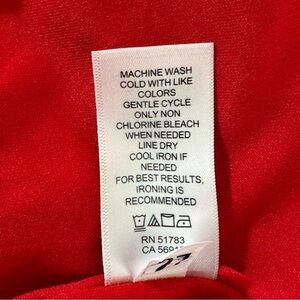 MACHINE WASH
COLD WITH LIKE
COLORS
GENTLE CYCLE
ONLY NON
CHLORINE BLEACH
WHEN NEEDED
LINE DRY
COOL IRON IF
NEEDED
FOR BEST RESULTS,
IRONING IS
RECOMMENDED
RN 51783
CA